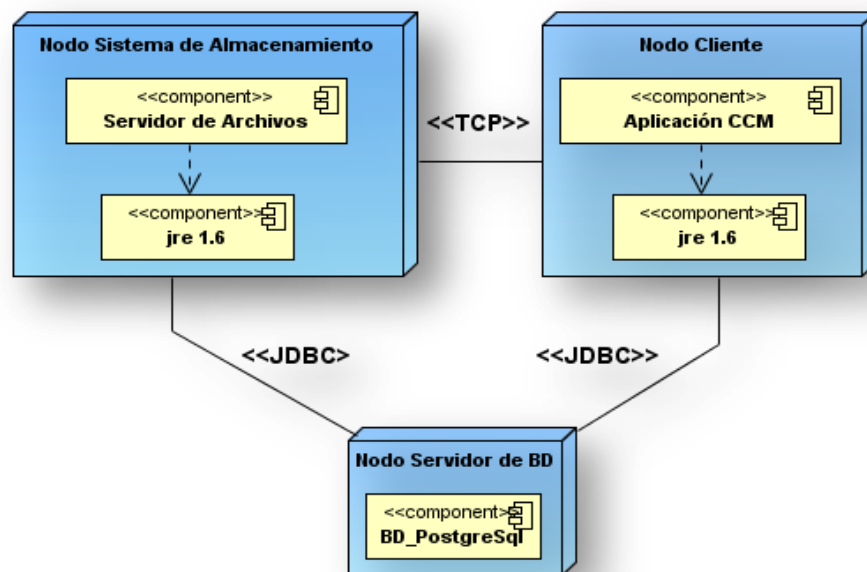 Nodo Sistema de Almacenamiento
<<component>>
Servidor de Archivos
<<component>>
jre 1.6
<<TCP>>
Nodo Cliente
<<component>>
Aplicación CCM
<<component>>
jre 1.6
<<JDBC>
<<JDBC>>
Nodo Servidor de BD
<<component>>
BD_PostgreSql